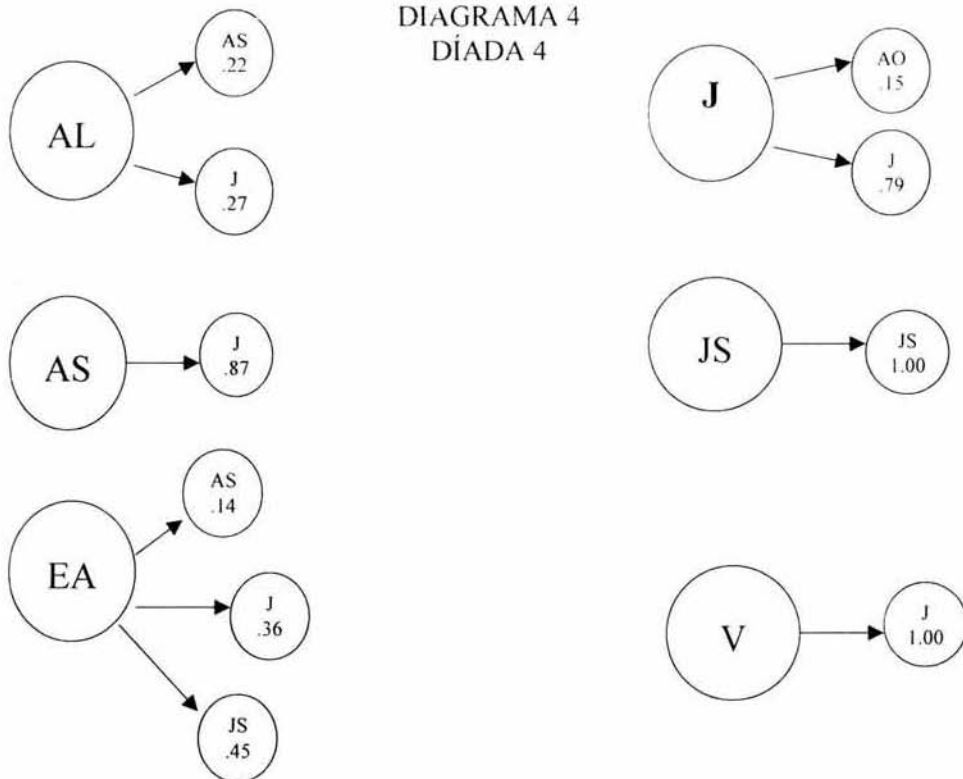 DIAGRAMA 4
DÍADA 4
AL
AS
.22
J
.27
AS
J
.87
EA
AS
.14
J
.36
JS
.45
J
AO
.15
J
.79
JS
JS
1.00
V
J
1.00